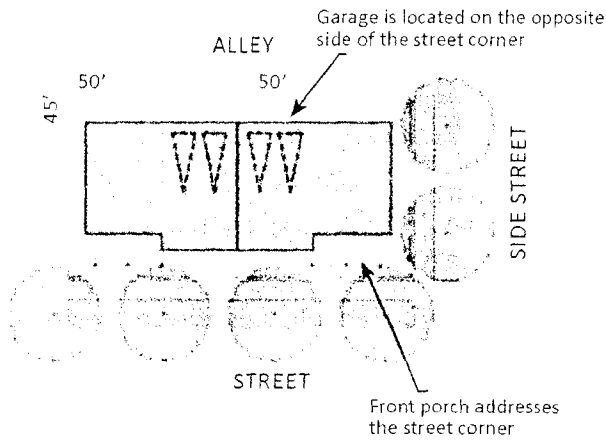 Garage is located on the opposite
side of the street corner
ALLEY
50'
50'
45'
SIDE STREET
STREET
Front porch addresses
the street corner